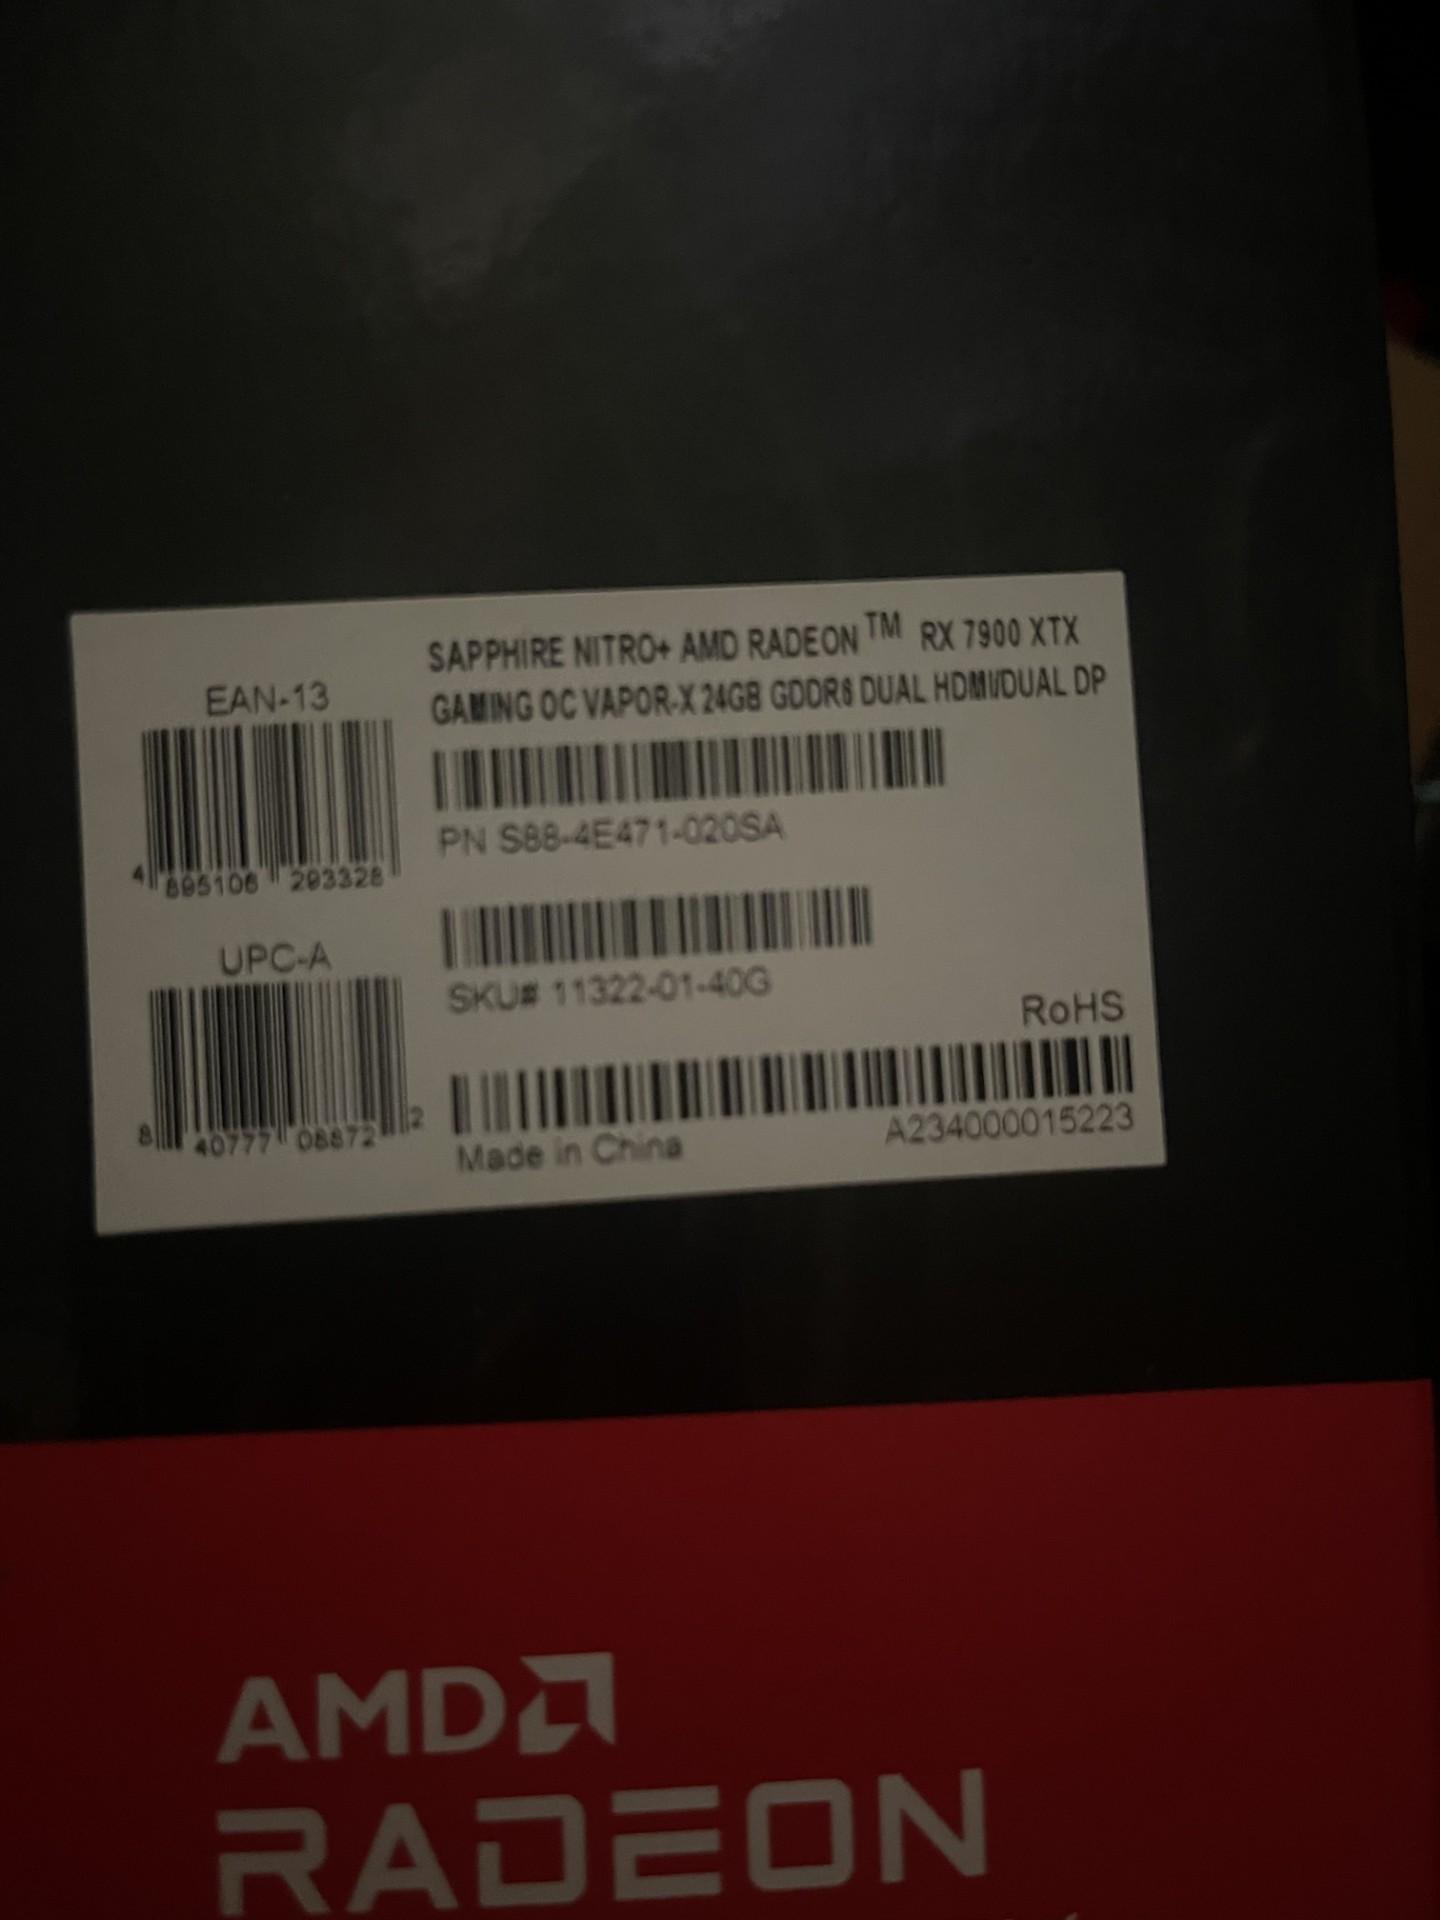 SAPPHIRE NITRO+ AMD RADEON™ RX 7900 XTX
GAMING OC VAPOR-X 24GB GDDR6 DUAL HDMI/DUAL DP
EAN-13
4 895106 293328
PN S88-4E471-020SA
UPC-A
8 40777 08872 2
SKU# 11322-01-40G
RoHS
Made in China
A234000015223
AMD
RADEON